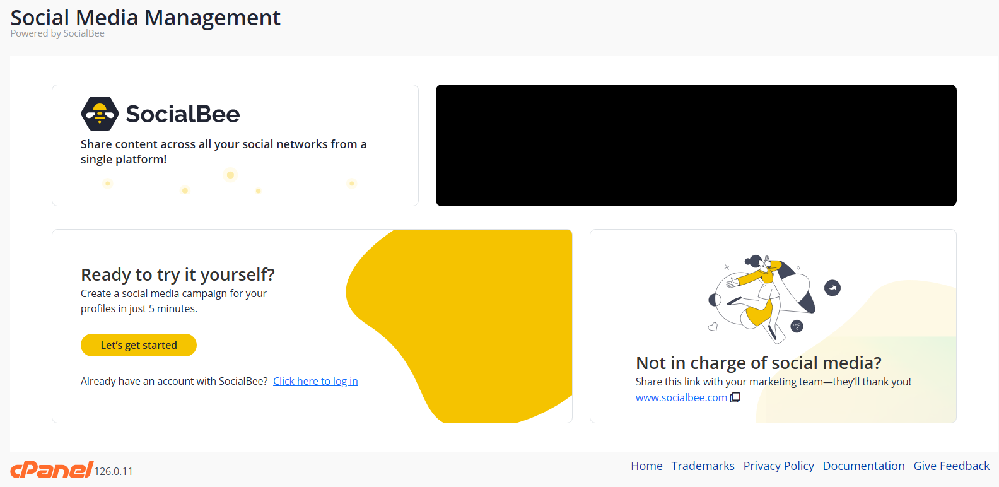 Social Media Management
Powered by SocialBee
SocialBee
Share content across all your social networks from a
single platform!
Ready to try it yourself?
Create a social media campaign for your
profiles in just 5 minutes.
Let’s get started
Already have an account with SocialBee? Click here to log in
Not in charge of social media?
Share this link with your marketing team—they’ll thank you!
www.socialbee.com
cPanel 126.0.11
Home Trademarks Privacy Policy Documentation Give Feedback